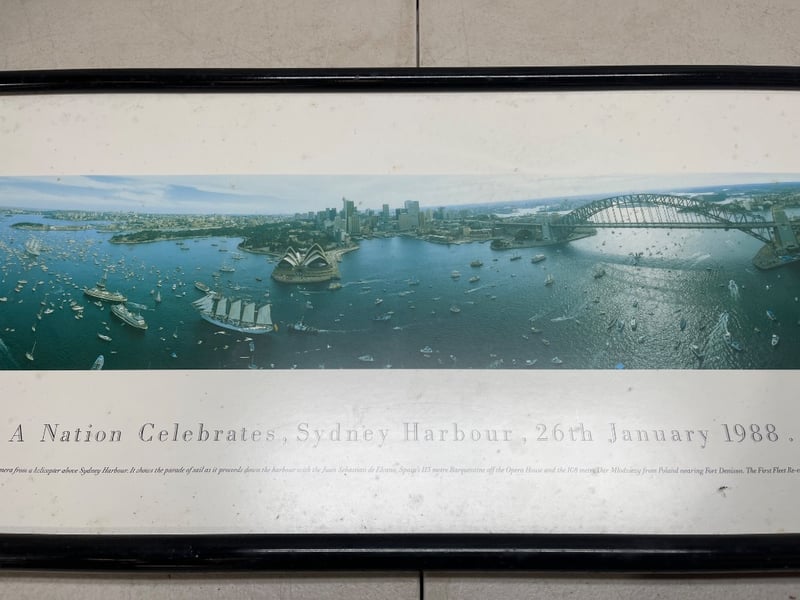 A Nation Celebrates, Sydney Harbour, 26th January 1988.
from a helicopter above Sydney Harbour. It shows the parade of sail as it proceeds down the harbour with the Juan Sebastian de Elcano, Spain's 113 metre Barquentine off the Opera House and the 108 metre Dar Mlodziezy from Poland nearing Fort Denison. The First Fleet Re-e